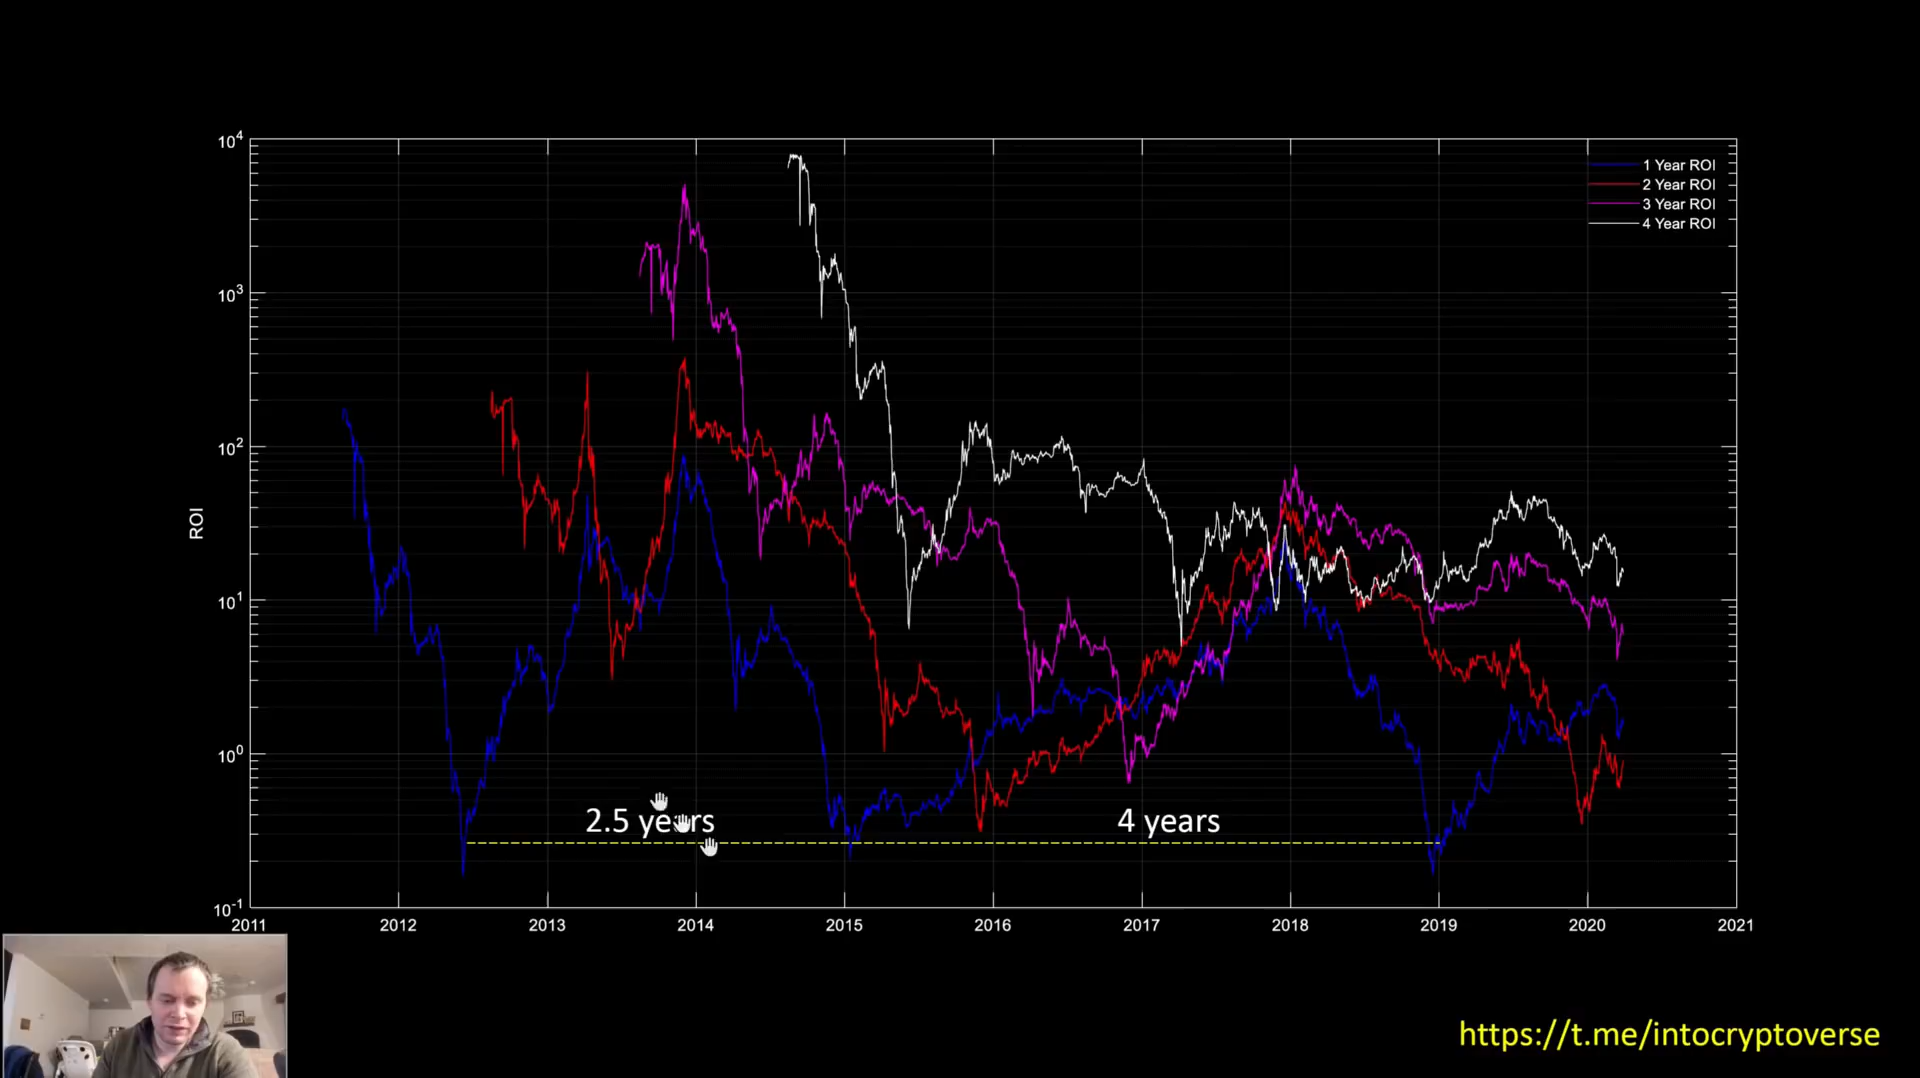 10^4
10^3
10^2
10^1
10^0
10^-1
ROI
1 Year ROI
2 Year ROI
3 Year ROI
4 Year ROI
2.5 years
4 years
2011 2012 2013 2014 2015 2016 2017 2018 2019 2020 2021
https://t.me/intocryptoverse